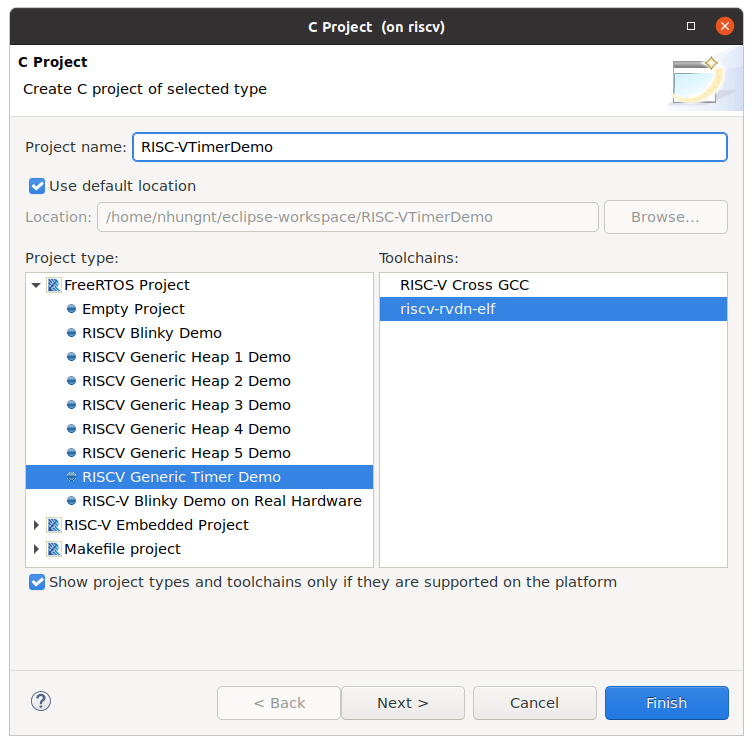 C Project (on riscv)
C Project
Create C project of selected type
Project name: RISC-VTimerDemo
Use default location
Location: /home/nhungnt/eclipse-workspace/RISC-VTimerDemo Browse...
Project type: Toolchains:
FreeRTOS Project RISC-V Cross GCC
Empty Project riscv-rvdn-elf
RISCV Blinky Demo
RISCV Generic Heap 1 Demo
RISCV Generic Heap 2 Demo
RISCV Generic Heap 3 Demo
RISCV Generic Heap 4 Demo
RISCV Generic Heap 5 Demo
RISCV Generic Timer Demo
RISC-V Blinky Demo on Real Hardware
RISC-V Embedded Project
Makefile project
Show project types and toolchains only if they are supported on the platform
? < Back Next > Cancel Finish